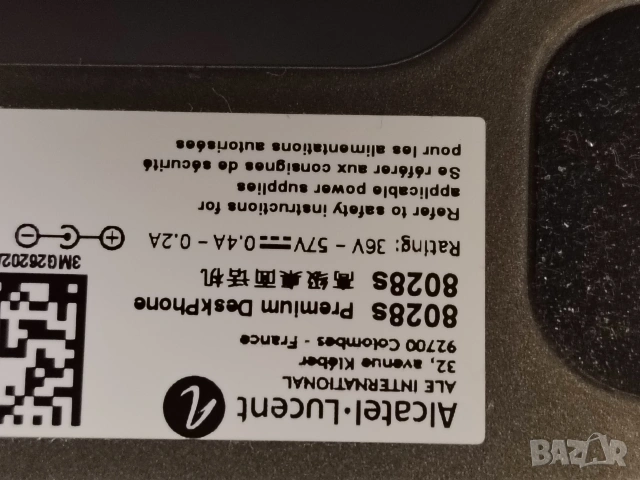 Alcatel·Lucent
ALE INTERNATIONAL
32, avenue Kléber
92700 Colombes - France
8028s Premium DeskPhone
8028s 高级桌面话机
Rating: 36V - 57V 0.4A - 0.2A
Refer to safety instructions for
applicable power supplies
Se référer aux consignes de sécurité
pour les alimentations autorisées
BAZAR